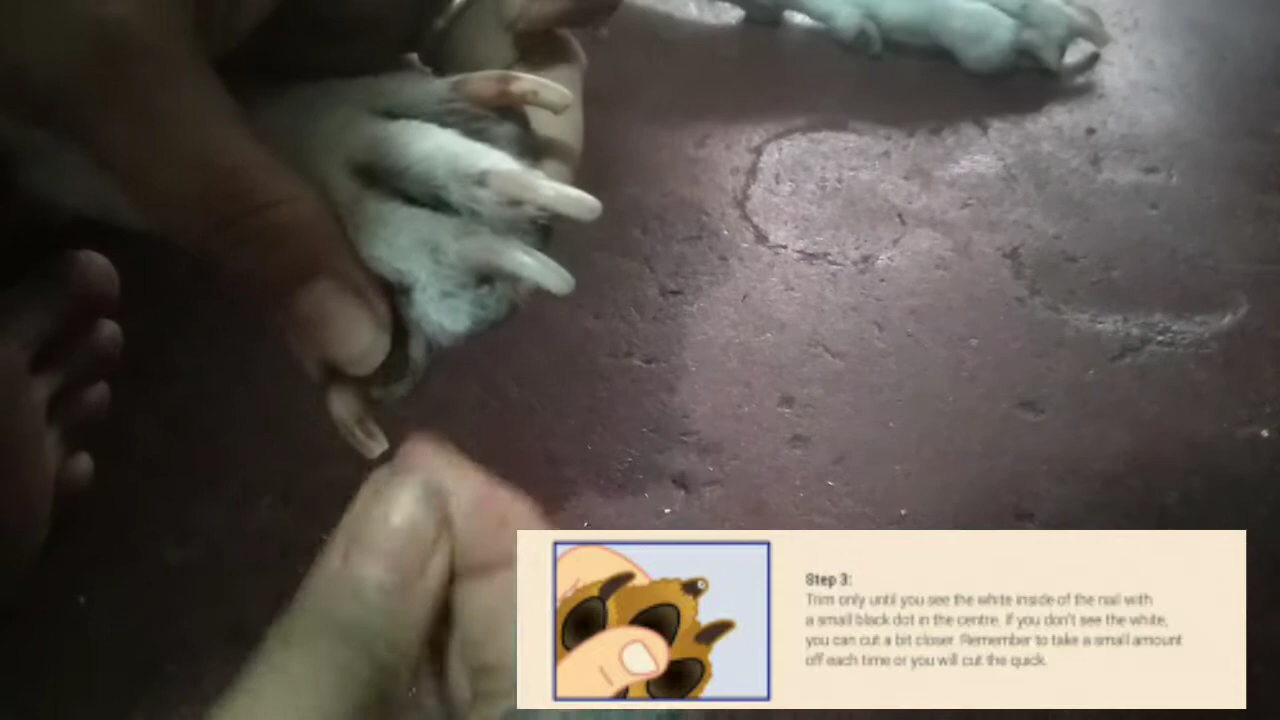 Step 3:
Trim only until you see the white inside of the nail with
a small black dot in the centre. If you don't see the white,
you can cut a bit closer. Remember to take a small amount
off each time or you will cut the quick.